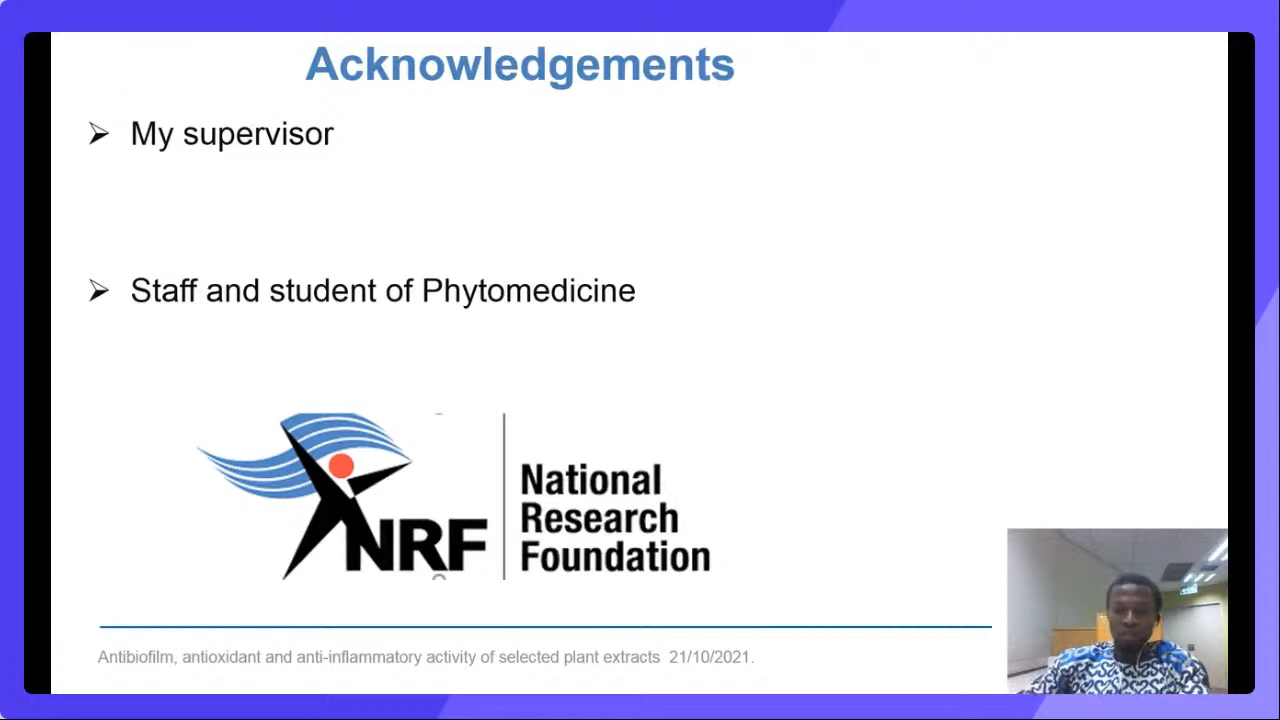 Acknowledgements
My supervisor
Staff and student of Phytomedicine
NRF
National
Research
Foundation
Antibiofilm, antioxidant and anti-inflammatory activity of selected plant extracts 21/10/2021.